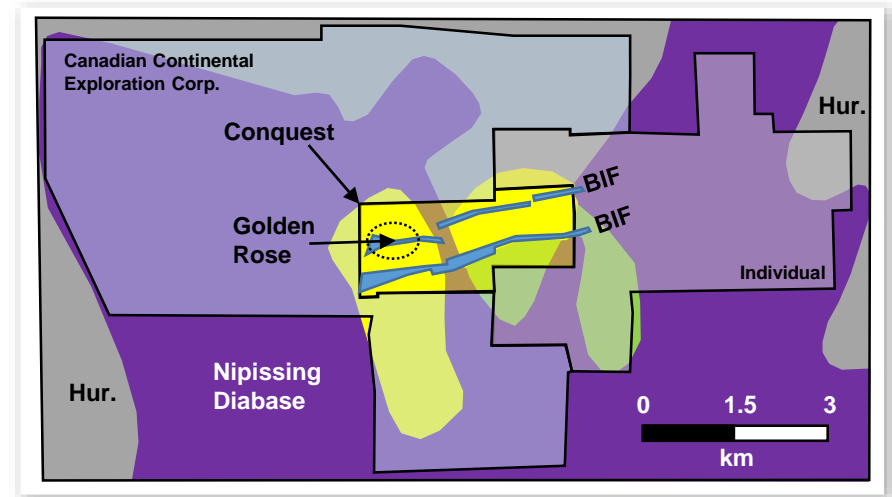 Canadian Continental
Exploration Corp.
Hur.
Conquest
BIF
Golden
Rose
BIF
Individual
Nipissing
Diabase
Hur.
0 1.5 3
km